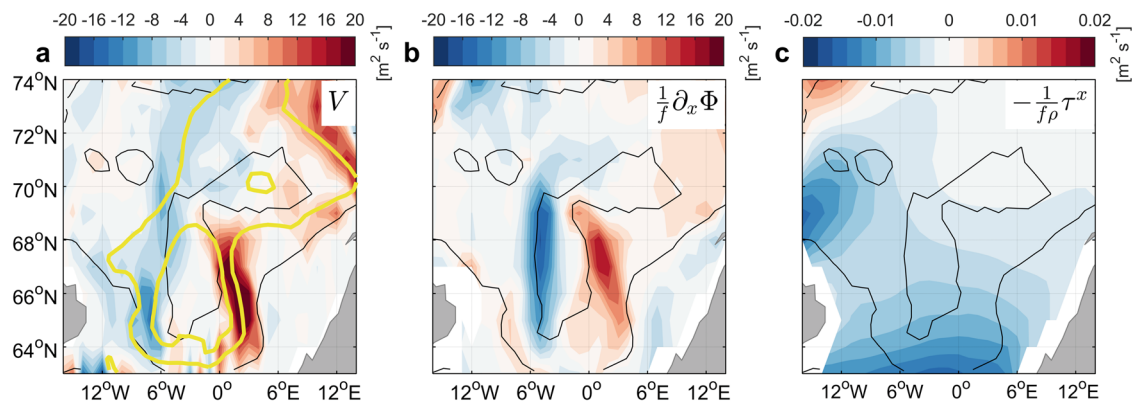 -20 -16 -12 -8 -4 0 4 8 12 16 20
[m² s⁻¹]
a
V
74°N
72°N
70°N
68°N
66°N
64°N
12°W 6°W 0° 6°E 12°E
-20 -16 -12 -8 -4 0 4 8 12 16 20
[m² s⁻¹]
b
1/f ∂ₓΦ
12°W 6°W 0° 6°E 12°E
-0.02 -0.01 0 0.01 0.02
[m² s⁻¹]
c
−1/fρ τˣ
12°W 6°W 0° 6°E 12°E